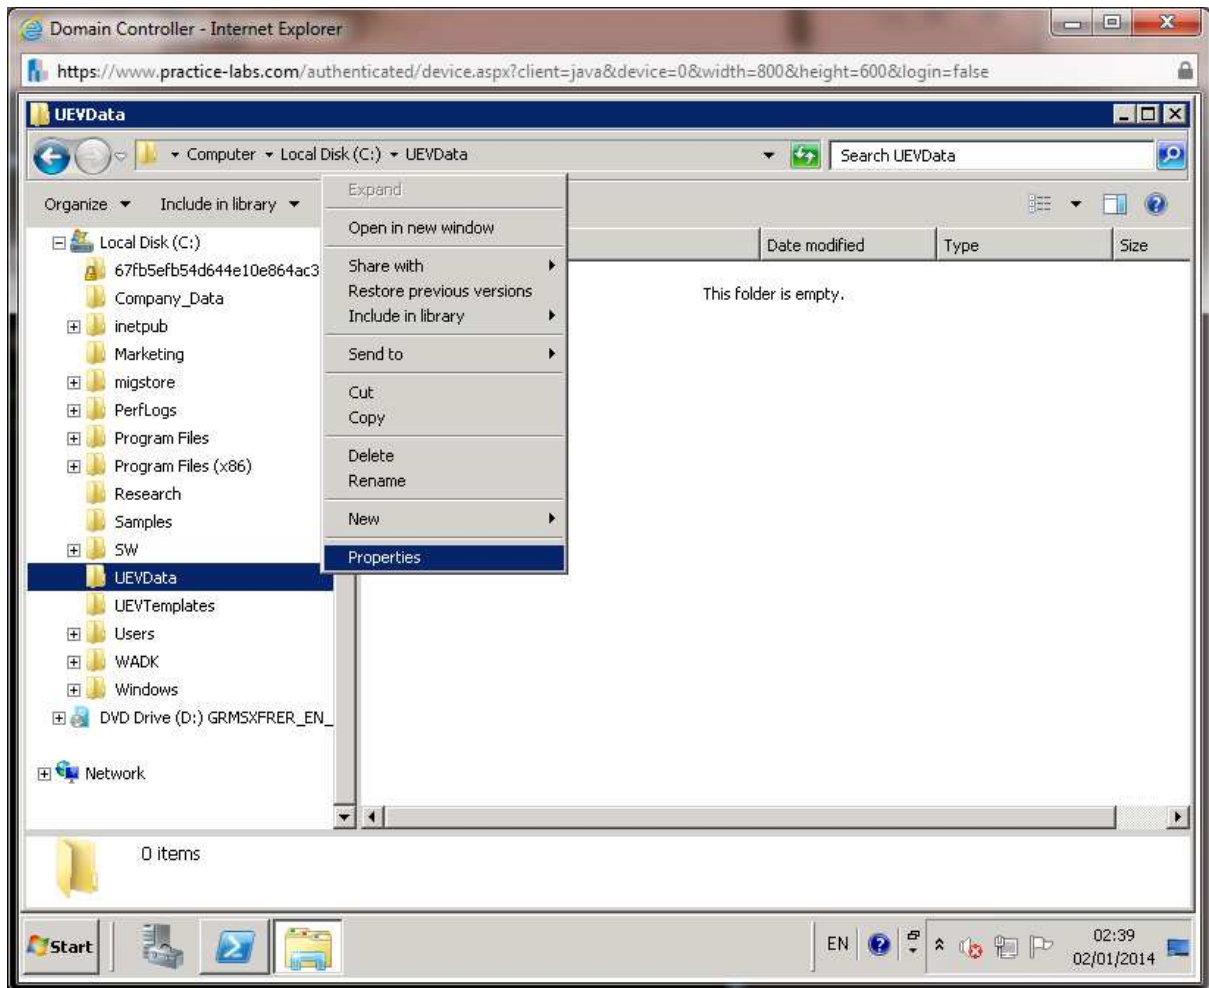 Domain Controller - Internet Explorer
https://www.practice-labs.com/authenticated/device.aspx?client=java&device=0&width=800&height=600&login=false
UEVData
Computer Local Disk (C:) UEVData
Search UEVData
Organize Include in library
Local Disk (C:)
67fb5efb54d644e10e864ac3
Company_Data
inetpub
Marketing
migstore
PerfLogs
Program Files
Program Files (x86)
Research
Samples
SW
UEVData
UEVTemplates
Users
WADK
Windows
DVD Drive (D:) GRMSXFRER_EN_
Network
Expand
Open in new window
Share with
Restore previous versions
Include in library
Send to
Cut
Copy
Delete
Rename
New
Properties
Date modified Type Size
This folder is empty.
0 items
Start
EN
02:39
02/01/2014